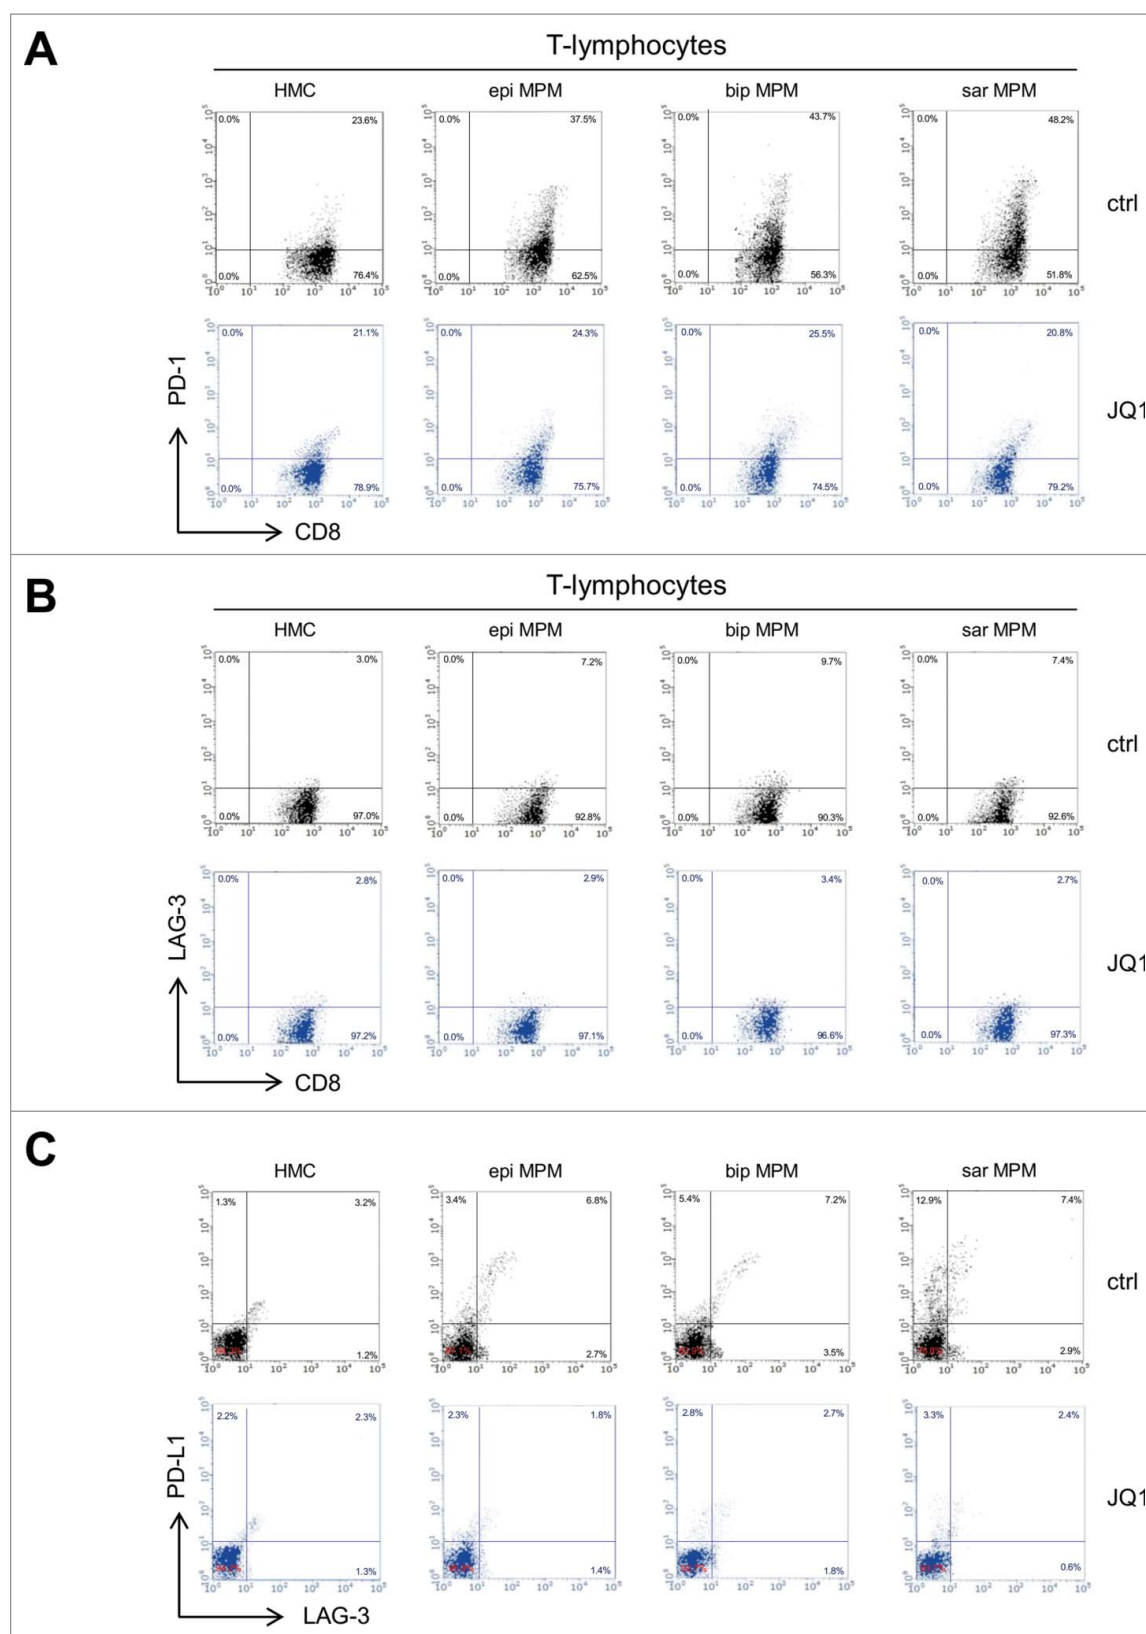 A
T-lymphocytes
HMC epi MPM bip MPM sar MPM
0.0% 23.6% 0.0% 37.5% 0.0% 43.7% 0.0% 48.2%
ctrl
0.0% 76.4% 0.0% 62.5% 0.0% 56.3% 0.0% 51.8%
0.0% 21.1% 0.0% 24.3% 0.0% 25.5% 0.0% 20.8%
PD-1
JQ1
0.0% 78.9% 0.0% 75.7% 0.0% 74.5% 0.0% 79.2%
CD8
B
T-lymphocytes
HMC epi MPM bip MPM sar MPM
0.0% 3.0% 0.0% 7.2% 0.0% 9.7% 0.0% 7.4%
ctrl
0.0% 97.0% 0.0% 92.8% 0.0% 90.3% 0.0% 92.6%
0.0% 2.8% 0.0% 2.9% 0.0% 3.4% 0.0% 2.7%
LAG-3
JQ1
0.0% 97.2% 0.0% 97.1% 0.0% 96.6% 0.0% 97.3%
CD8
C
HMC epi MPM bip MPM sar MPM
1.3% 3.2% 3.4% 6.8% 5.4% 7.2% 12.9% 7.4%
ctrl
1.2% 2.7% 3.5% 2.9%
2.2% 2.3% 2.3% 1.8% 2.8% 2.7% 3.3% 2.4%
PD-L1
JQ1
1.3% 1.4% 1.8% 0.6%
LAG-3